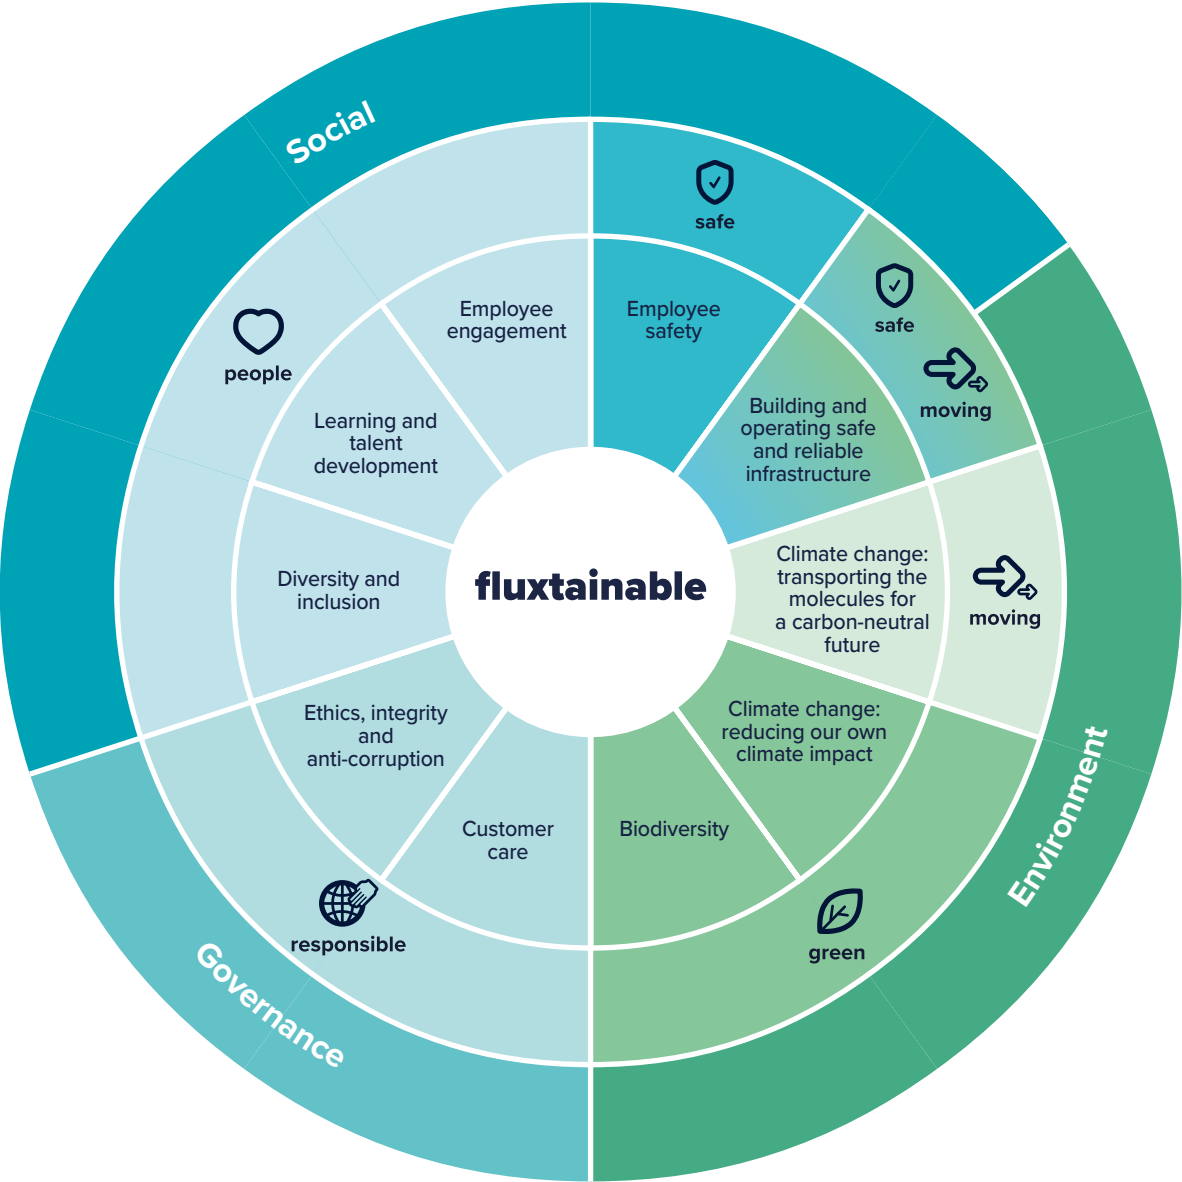 Social
safe
safe
moving
people
Employee
engagement
Employee
safety
Learning and
talent
development
Building and
operating safe
and reliable
infrastructure
Diversity and
inclusion
fluxtainable
Climate change:
transporting the
molecules for
a carbon-neutral
future
moving
Ethics, integrity
and
anti-corruption
Climate change:
reducing our own
climate impact
Customer
care
Biodiversity
Environment
responsible
green
Governance